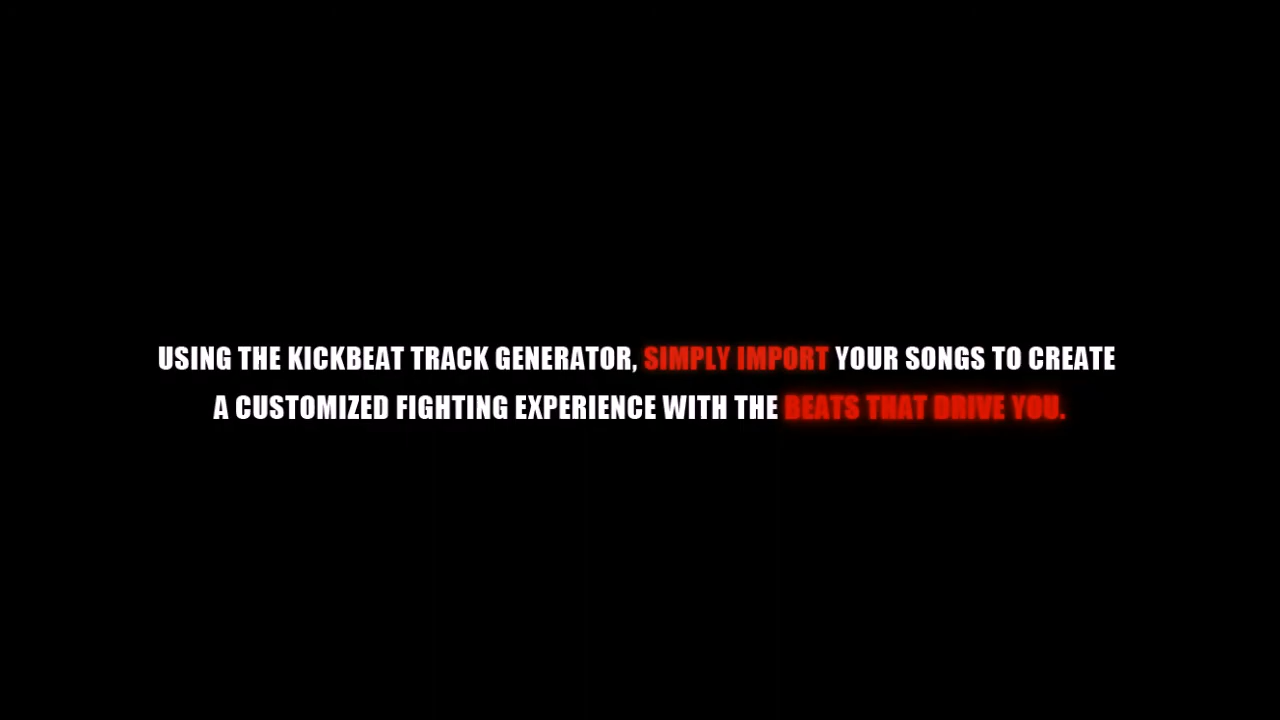 USING THE KICKBEAT TRACK GENERATOR, SIMPLY IMPORT YOUR SONGS TO CREATE
A CUSTOMIZED FIGHTING EXPERIENCE WITH THE BEATS THAT DRIVE YOU.